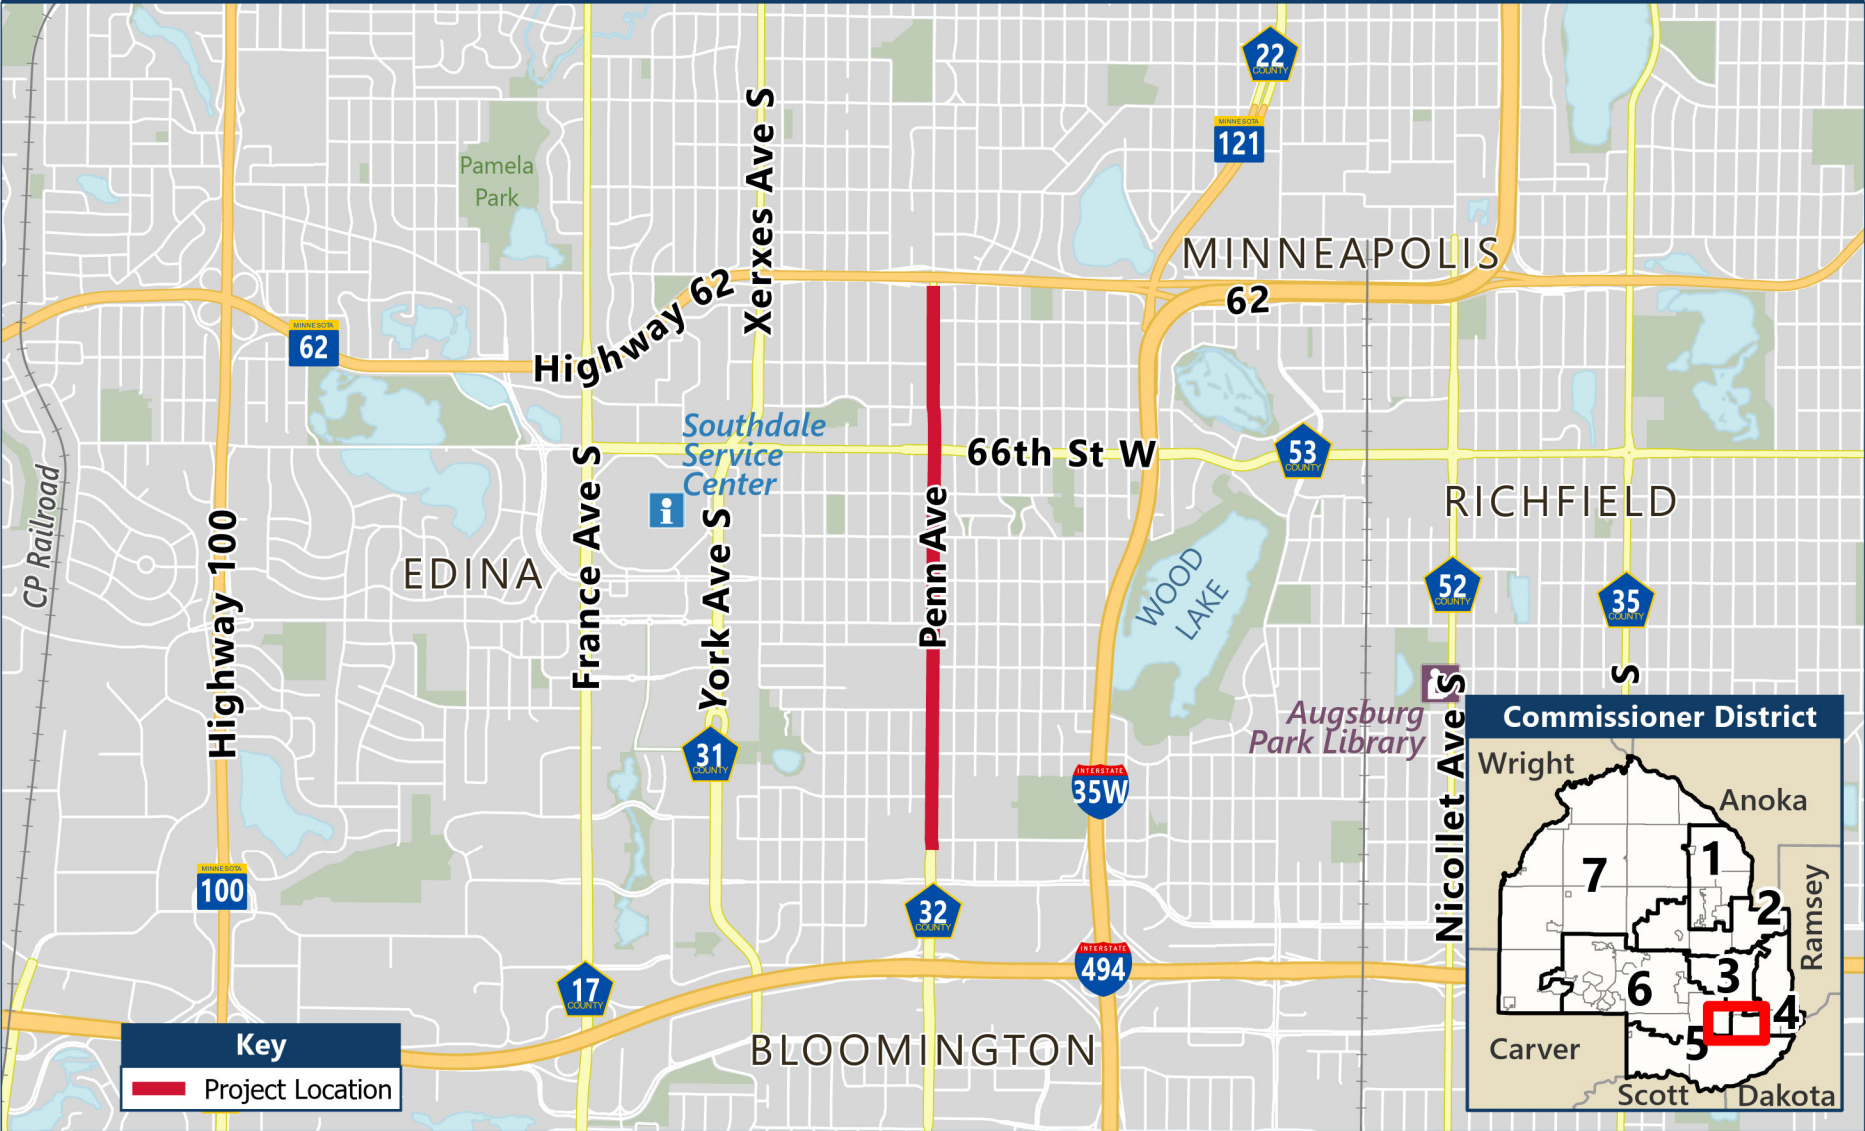 22
COUNTY
MINNESOTA
121
Xerxes Ave S
Pamela
Park
MINNEAPOLIS
Highway 62
62
MINNESOTA
62
Southdale
Service
Center
66th St W
53
COUNTY
CP Railroad
Highway 100
EDINA
France Ave S
York Ave S
Penn Ave
WOOD
LAKE
RICHFIELD
52
COUNTY
35
COUNTY
S
Augsburg
Park Library
Nicollet Ave S
31
COUNTY
INTERSTATE
35W
MINNESOTA
100
32
COUNTY
INTERSTATE
494
17
COUNTY
BLOOMINGTON
Key
Project Location
Commissioner District
Wright
Anoka
Ramsey
Carver
Scott
Dakota
1
2
3
4
5
6
7